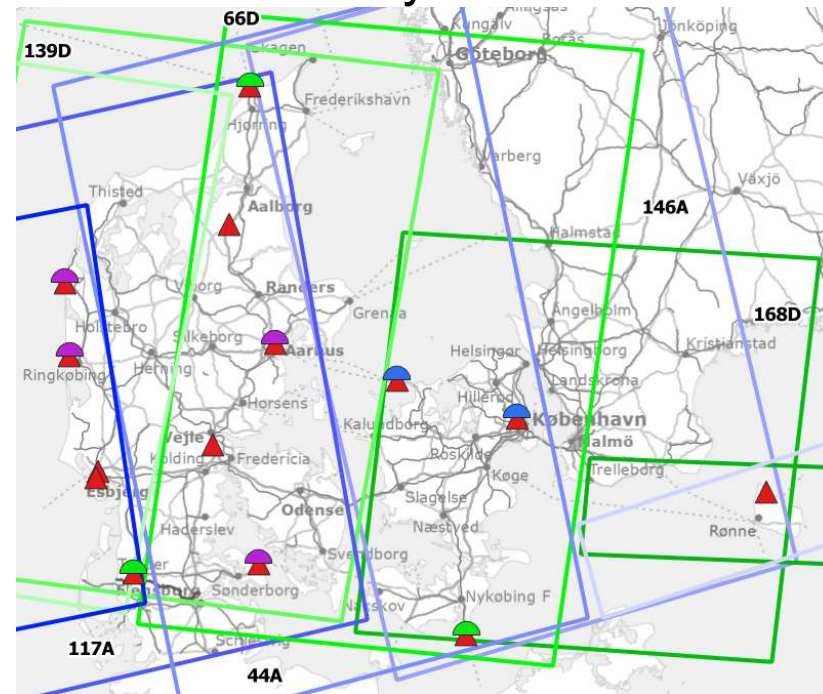 66D
139D
Skagen
Kungälv
Göteborg
Borås
Jönköping
Frederikshavn
Hjørring
Varberg
Thisted
Aalborg
Växjö
146A
Halmstad
Viborg
Randers
Grenaa
Holstebro
Ängelholm
168D
Silkeborg
Aarhus
Helsingør
Helsingborg
Kristianstad
Ringkøbing
Herning
Hillerød
Landskrona
Horsens
Kalundborg
København
Vejle
Roskilde
Malmö
Kolding
Fredericia
Køge
Trelleborg
Esbjerg
Odense
Slagelse
Haderslev
Næstved
Rønne
Svendborg
Flensburg
Sønderborg
Nakskov
Nykøbing F
117A
44A